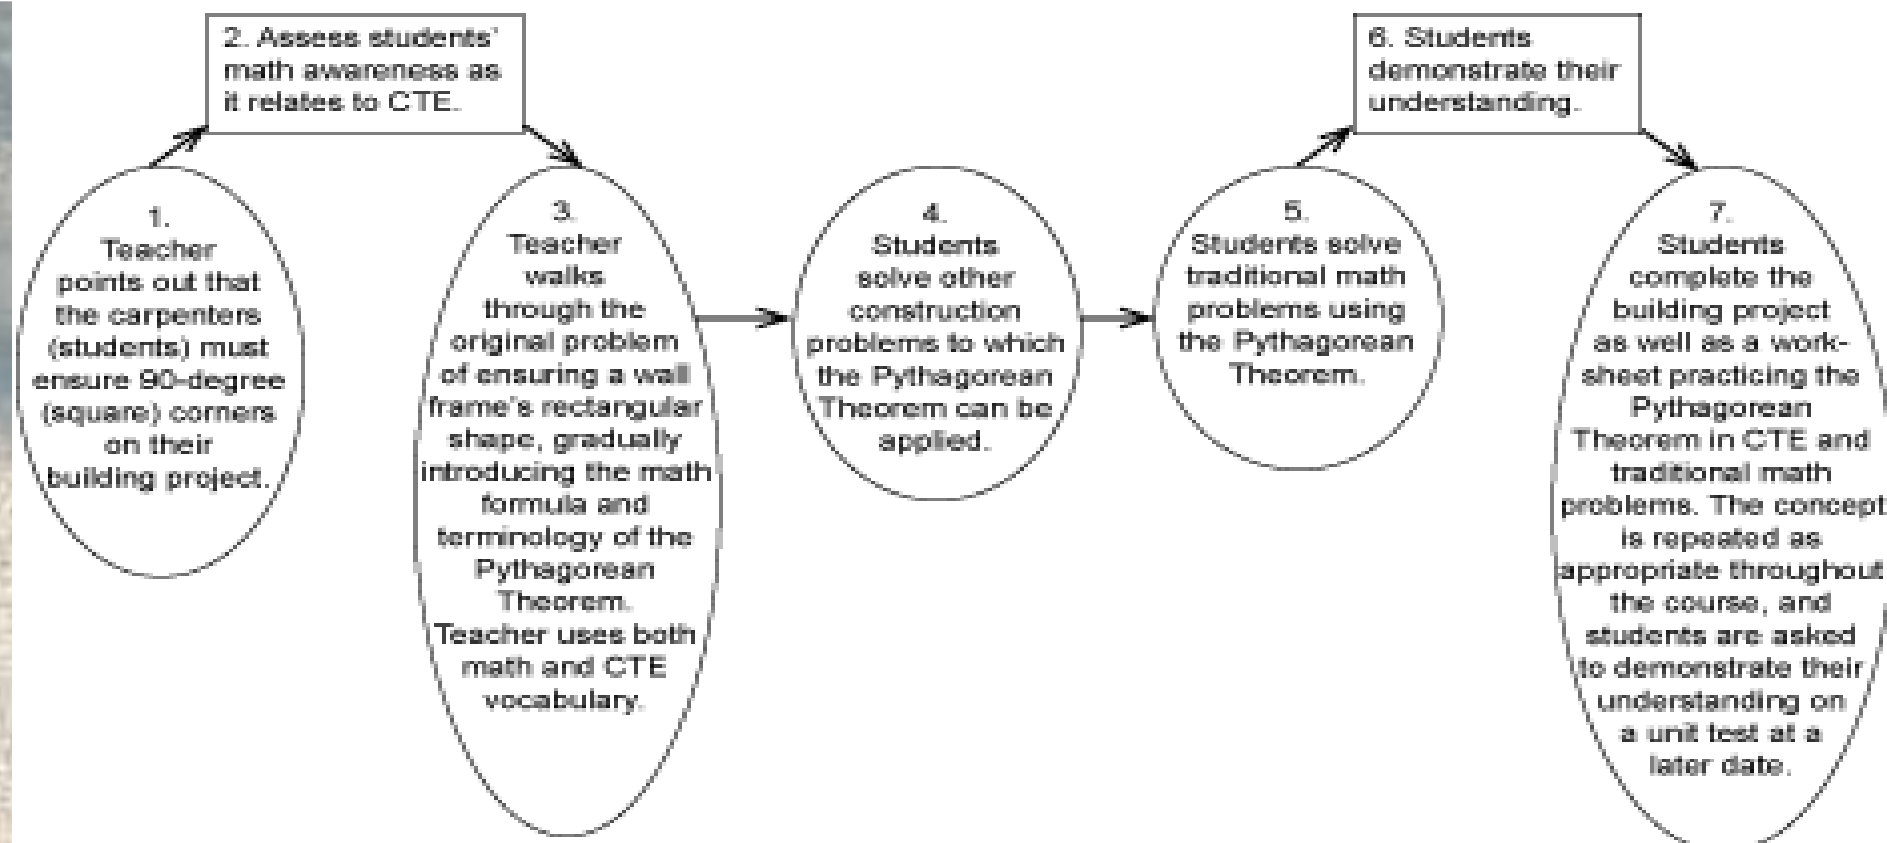 2. Assess students'
math awareness as
it relates to CTE.
6. Students
demonstrate their
understanding.
1.
Teacher
points out that
the carpenters
(students) must
ensure 90-degree
(square) corners
on their
building project.
3.
Teacher
walks
through the
original problem
of ensuring a wall
frame's rectangular
shape, gradually
introducing the math
formula and
terminology of the
Pythagorean
Theorem.
Teacher uses both
math and CTE
vocabulary.
4.
Students
solve other
construction
problems to which
the Pythagorean
Theorem can be
applied.
5.
Students solve
traditional math
problems using
the Pythagorean
Theorem.
7.
Students
complete the
building project
as well as a work-
sheet practicing the
Pythagorean
Theorem in CTE and
traditional math
problems. The concept
is repeated as
appropriate throughout
the course, and
students are asked
to demonstrate their
understanding on
a unit test at a
later date.